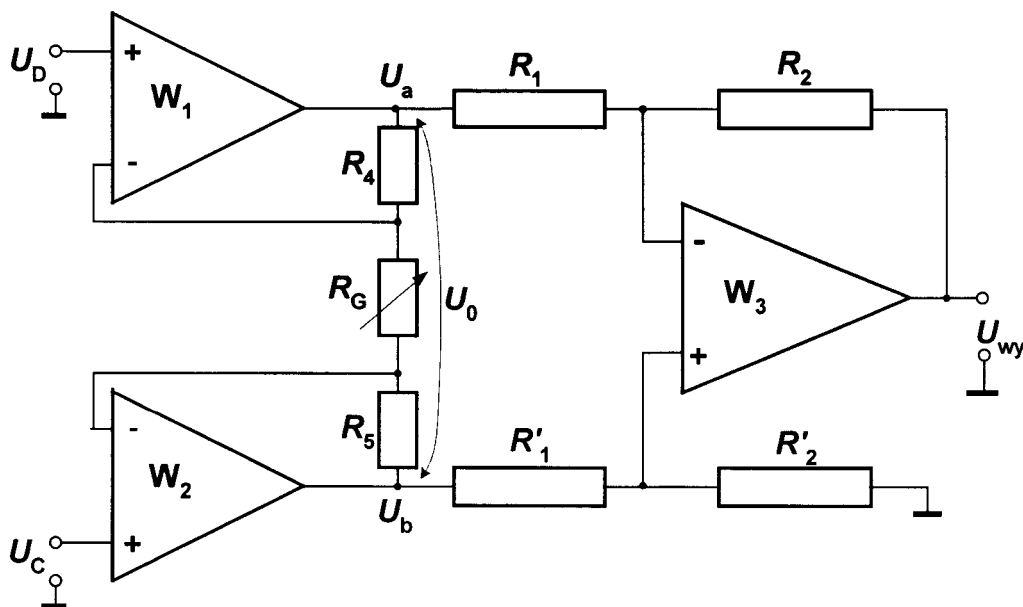 U_D
+
W_1
-
U_a
R_1
R_2
R_4
R_G
U_0
-
W_3
+
U_wy
-
W_2
+
R_5
U_b
R'_1
R'_2
U_C